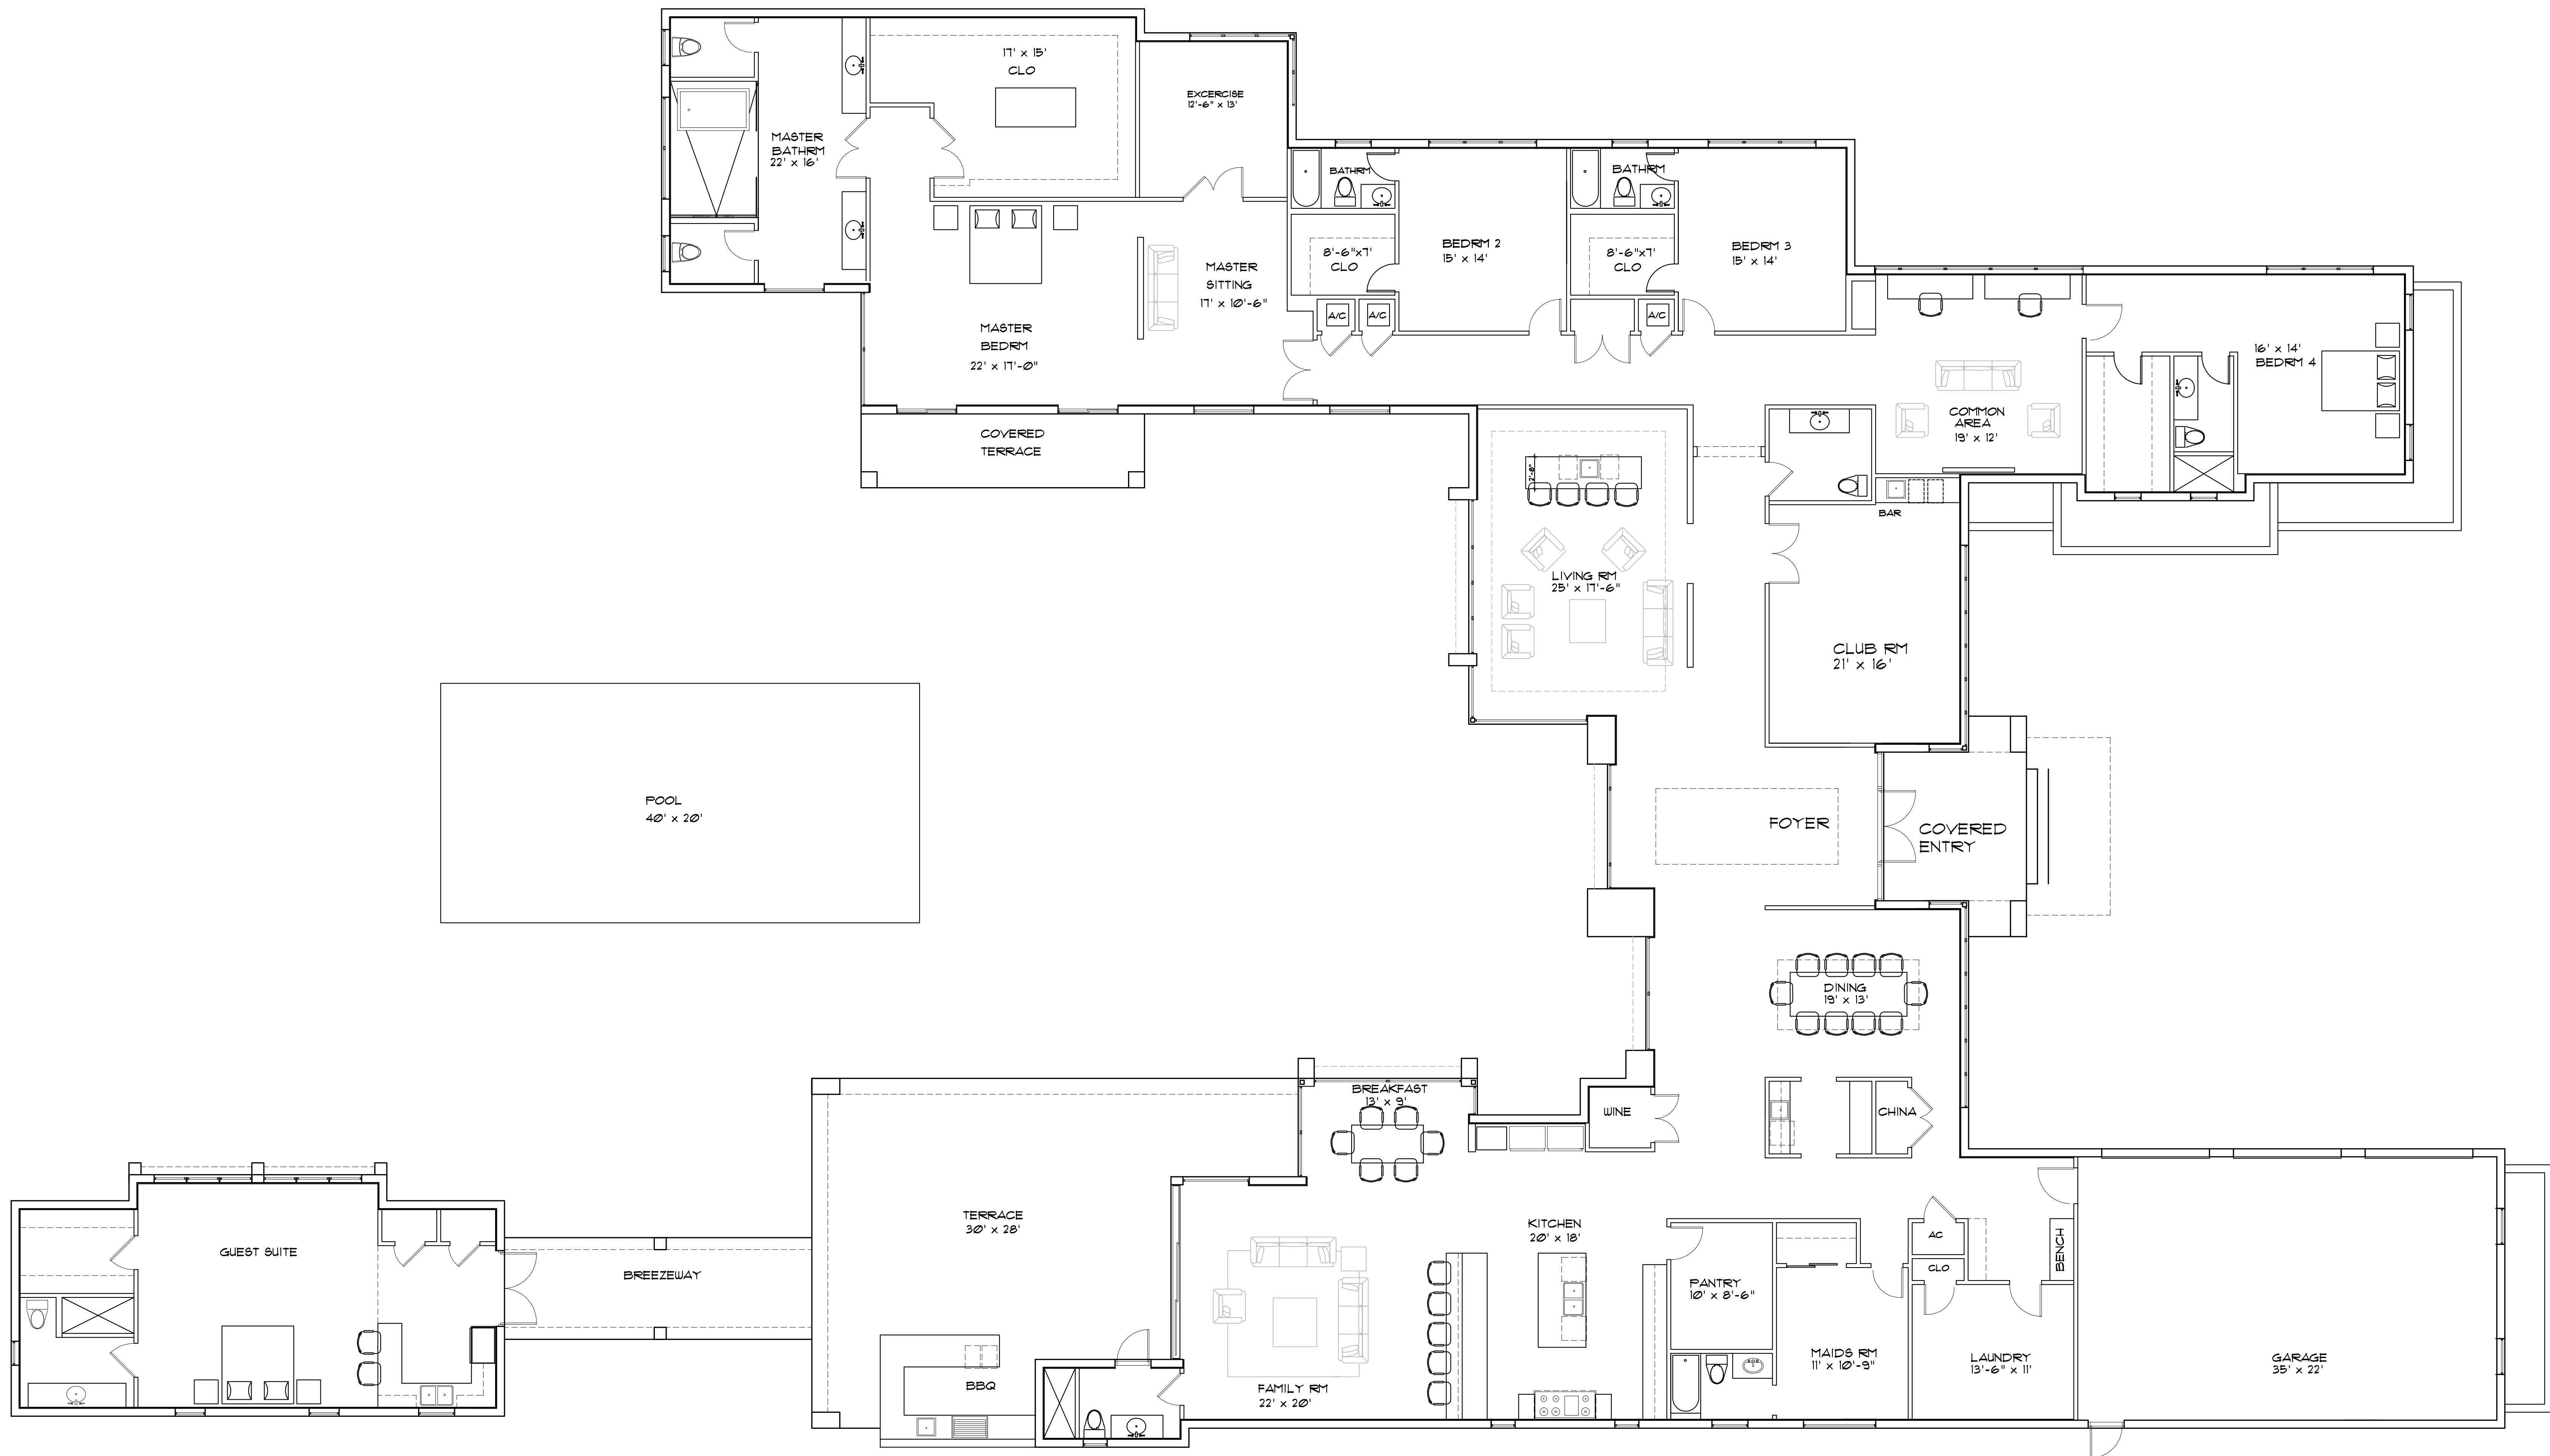 17' x 15'
CLO
EXCERCISE
12'-6" x 13'
MASTER
BATHRM
22' x 16'
BATHRM
BATHRM
8'-6"x7'
CLO
BEDRM 2
15' x 14'
8'-6"x7'
CLO
BEDRM 3
15' x 14'
MASTER
SITTING
17' x 10'-6"
A/C
A/C
A/C
MASTER
BEDRM
22' x 17'-0"
16' x 14'
BEDRM 4
COMMON
AREA
19' x 12'
COVERED
TERRACE
2'-8"
BAR
LIVING RM
25' x 17'-6"
CLUB RM
21' x 16'
POOL
40' x 20'
FOYER
COVERED
ENTRY
DINING
19' x 13'
BREAKFAST
13' x 9'
WINE
CHINA
TERRACE
30' x 28'
KITCHEN
20' x 18'
AC
BENCH
GUEST SUITE
BREEZEWAY
CLO
PANTRY
10' x 8'-6"
MAIDS RM
11' x 10'-9"
LAUNDRY
13'-6" x 11'
GARAGE
35' x 22'
BBQ
FAMILY RM
22' x 20'